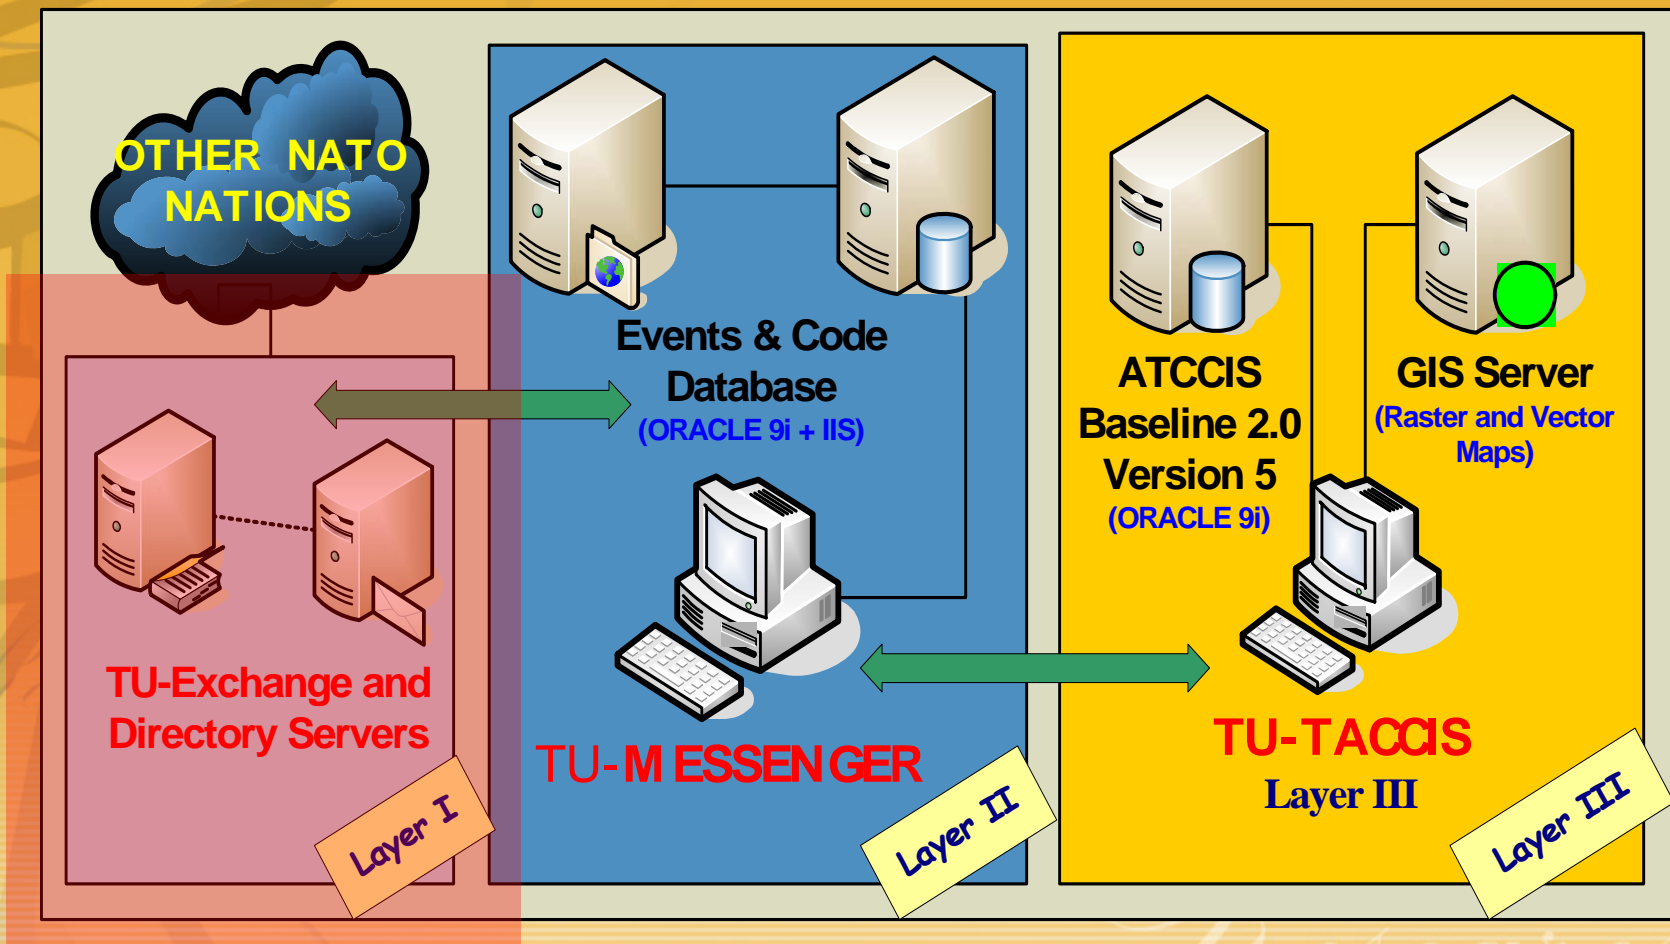 OTHER NATO
NATIONS
TU-Exchange and
Directory Servers
Layer I
Events & Code
Database
(ORACLE 9i + IIS)
TU-MESSENGER
Layer II
ATCCIS
Baseline 2.0
Version 5
(ORACLE 9i)
GIS Server
(Raster and Vector
Maps)
TU-TACCIS
Layer III
Layer III